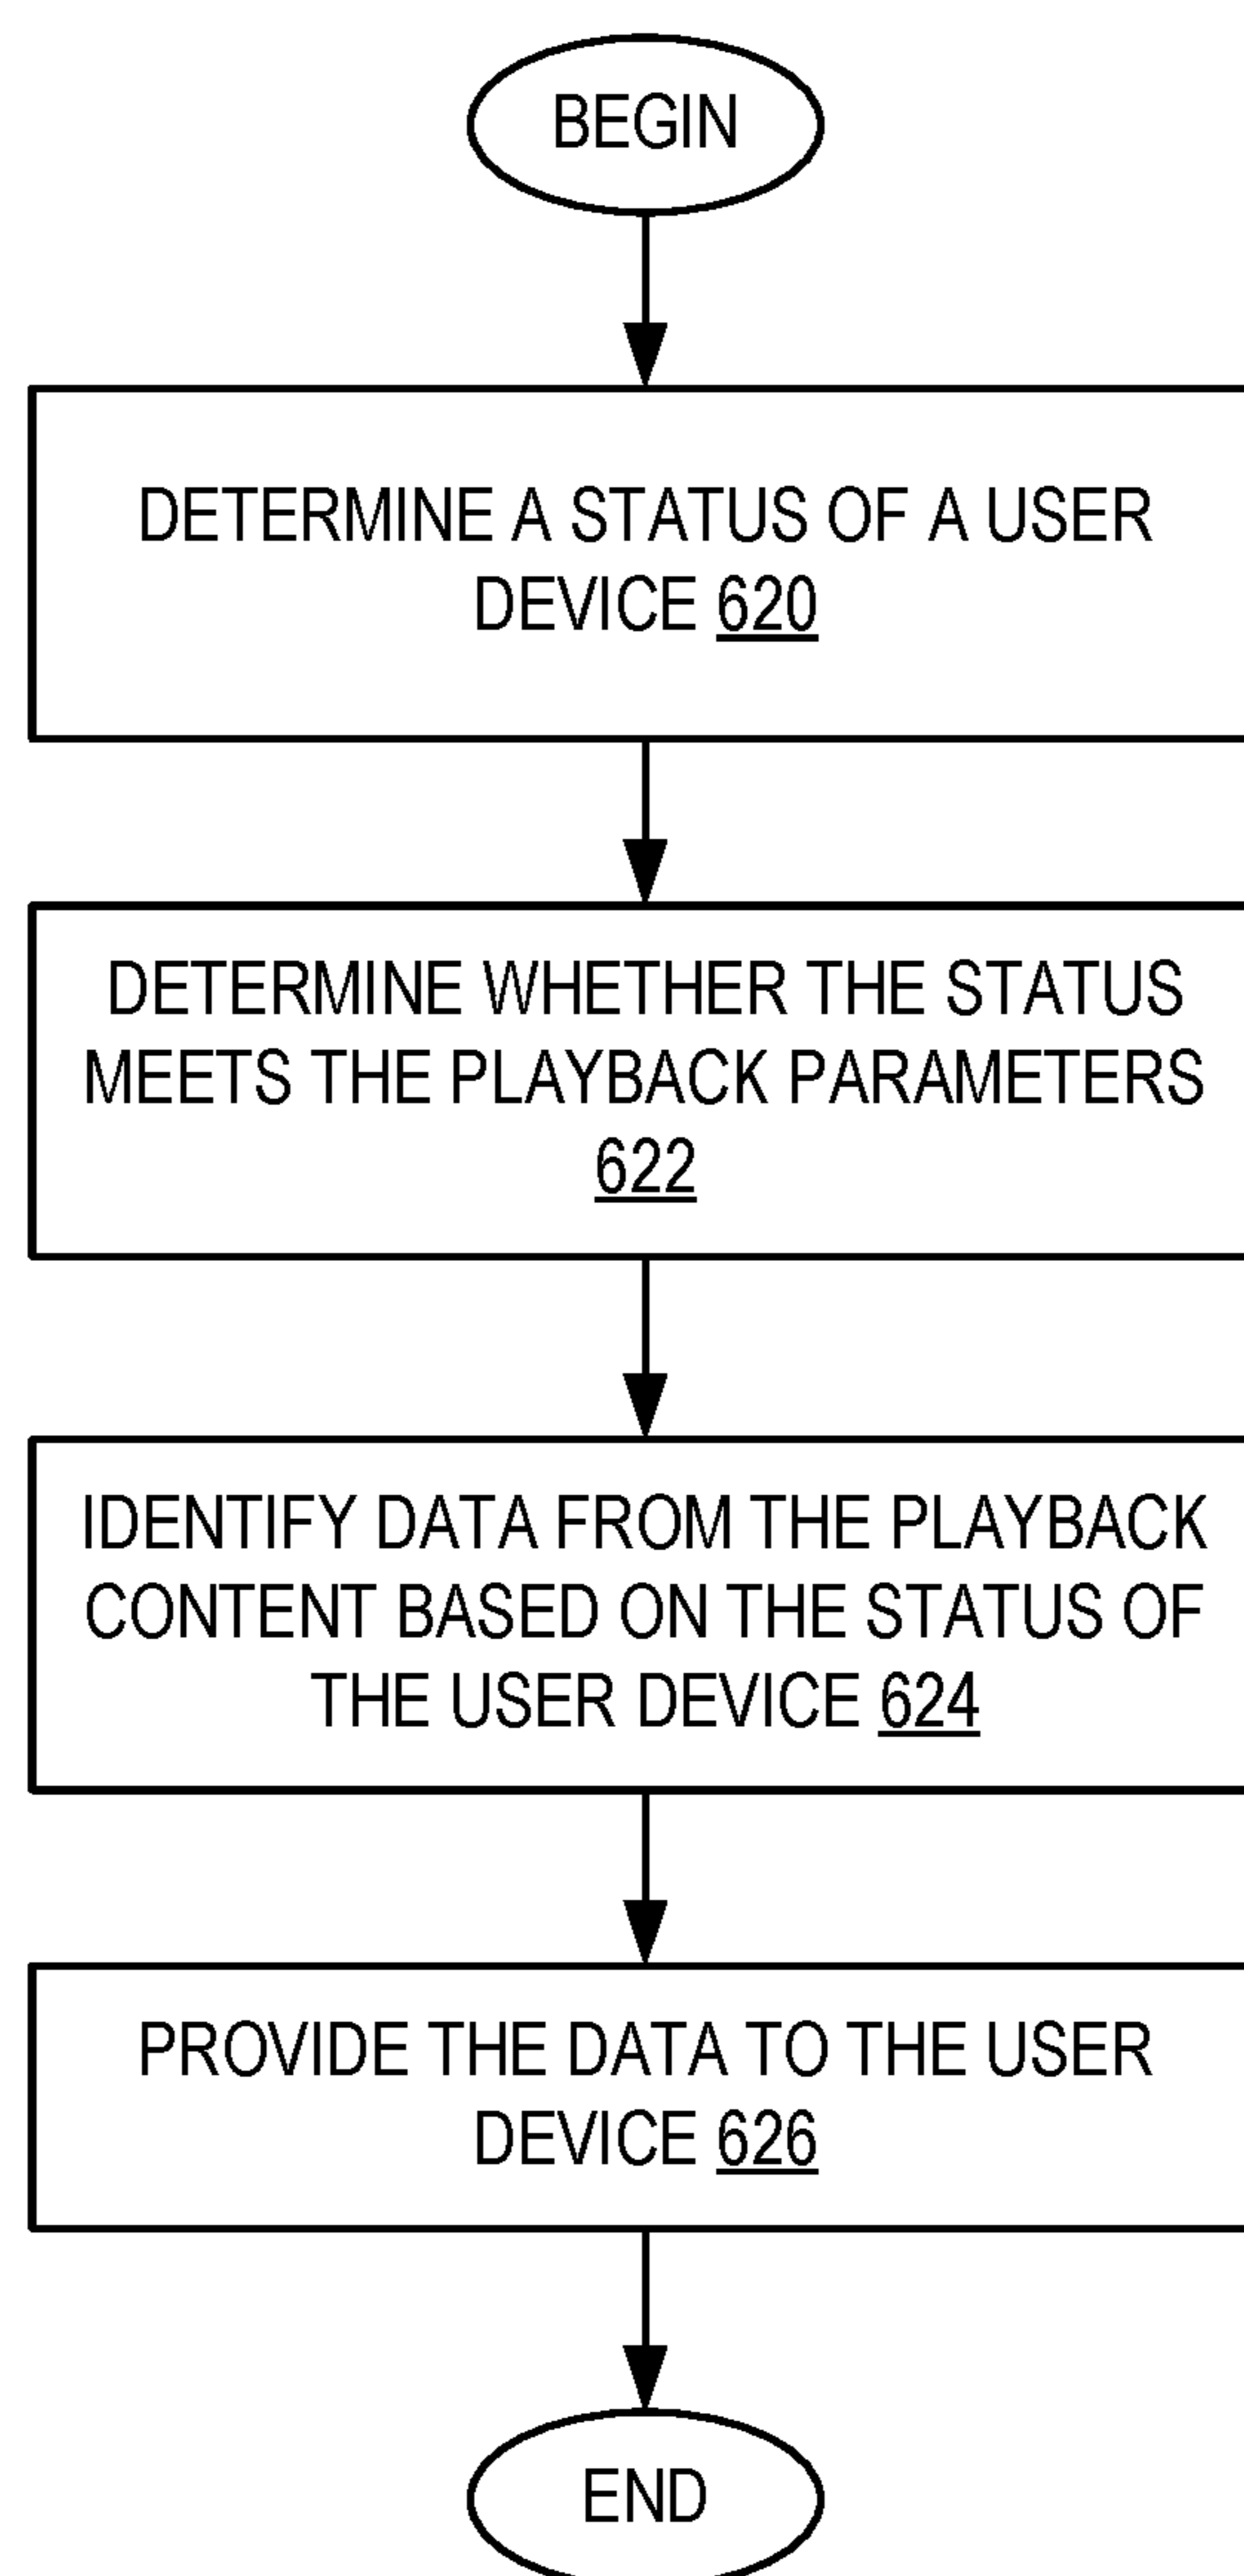 BEGIN
DETERMINE A STATUS OF A USER
DEVICE 620
DETERMINE WHETHER THE STATUS
MEETS THE PLAYBACK PARAMETERS
622
IDENTIFY DATA FROM THE PLAYBACK
CONTENT BASED ON THE STATUS OF
THE USER DEVICE 624
PROVIDE THE DATA TO THE USER
DEVICE 626
END